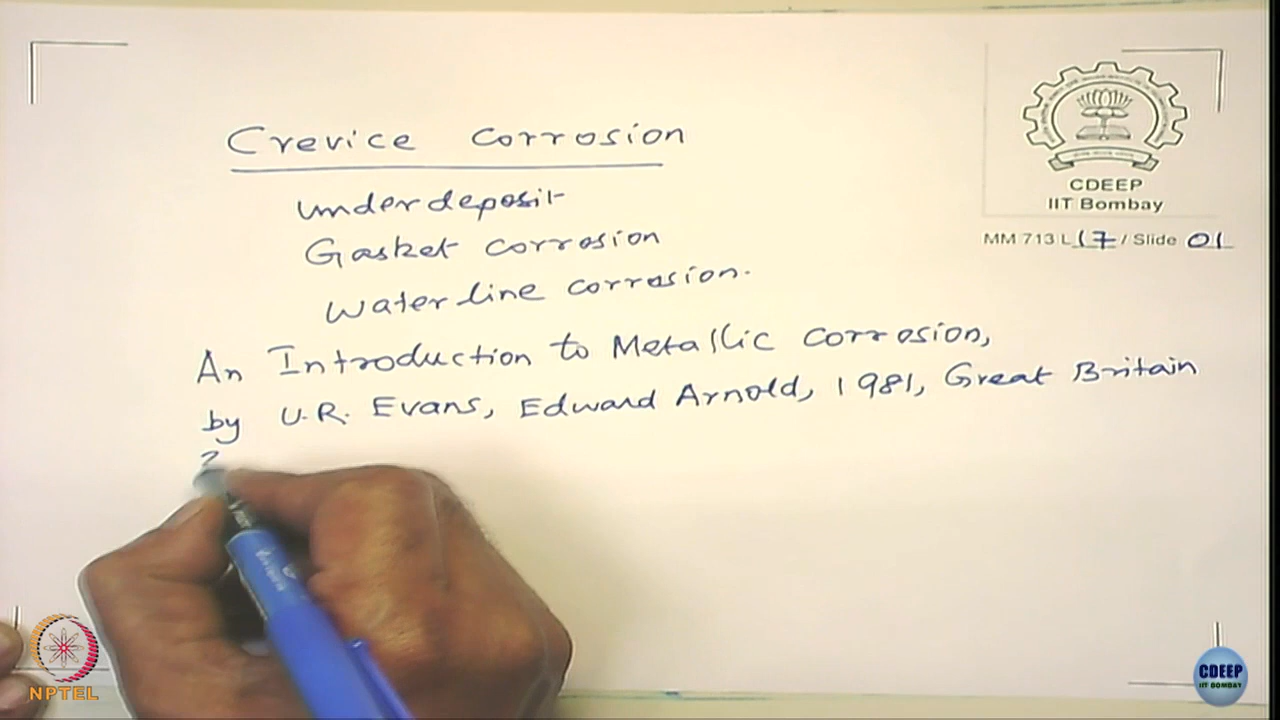 Crevice corrosion
Underdeposit
Gasket corrosion
Waterline corrosion.
An Introduction to Metallic corrosion,
by U.R. Evans, Edward Arnold, 1981, Great Britain
CDEEP
IIT Bombay
MM 713 L 17 / Slide 01
NPTEL
CDEEP
IIT BOMBAY